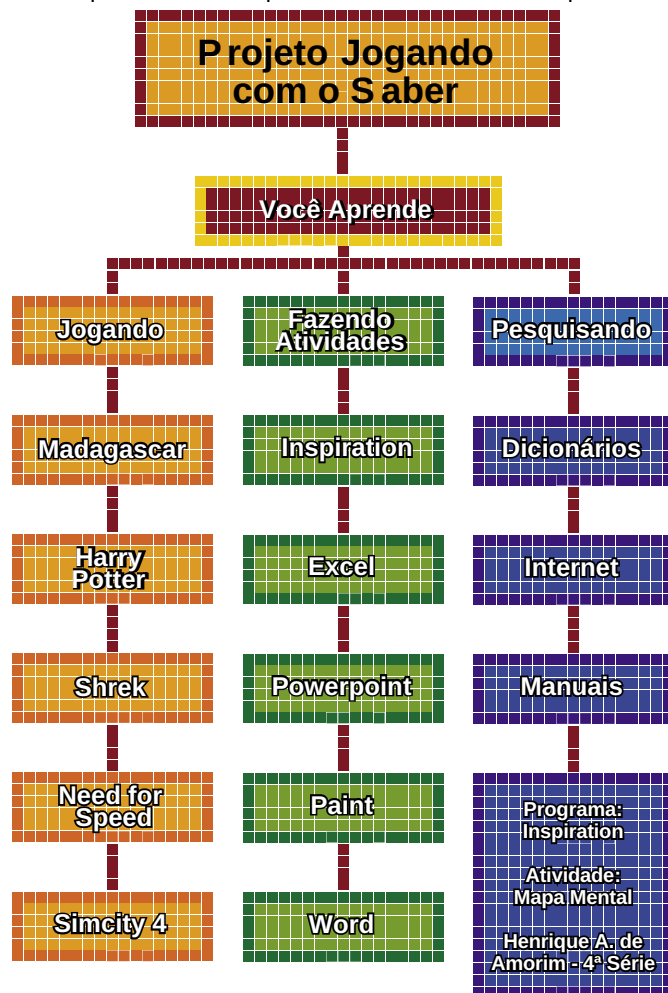 Projeto Jogando
com o Saber
Você Aprende
Jogando
Madagascar
Harry
Potter
Shrek
Need for
Speed
Simcity 4
Fazendo
Atividades
Inspiration
Excel
Powerpoint
Paint
Word
Pesquisando
Dicionários
Internet
Manuais
Programa:
Inspiration
Atividade:
Mapa Mental
Henrique A. de
Amorim - 4ª Série